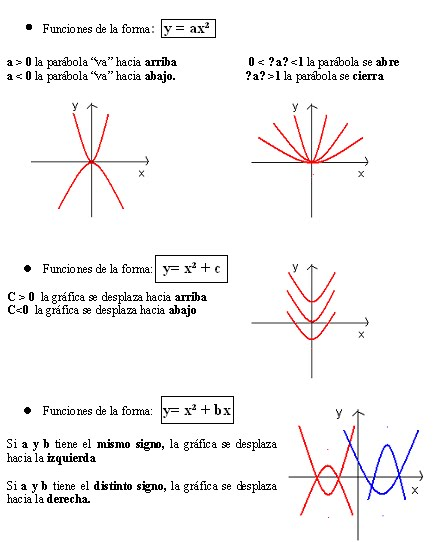 ● Funciones de la forma: y = ax²
a > 0 la parábola “va” hacia arriba
a < 0 la parábola “va” hacia abajo.
0 < ?a? <1 la parábola se abre
?a? >1 la parábola se cierra
y
x
y
x
● Funciones de la forma: y= x² + c
C > 0 la gráfica se desplaza hacia arriba
C<0 la gráfica se desplaza hacia abajo
y
x
● Funciones de la forma: y= x² + bx
Si a y b tiene el mismo signo, la gráfica se desplaza
hacia la izquierda
Si a y b tiene el distinto signo, la gráfica se desplaza
hacia la derecha.
y
x